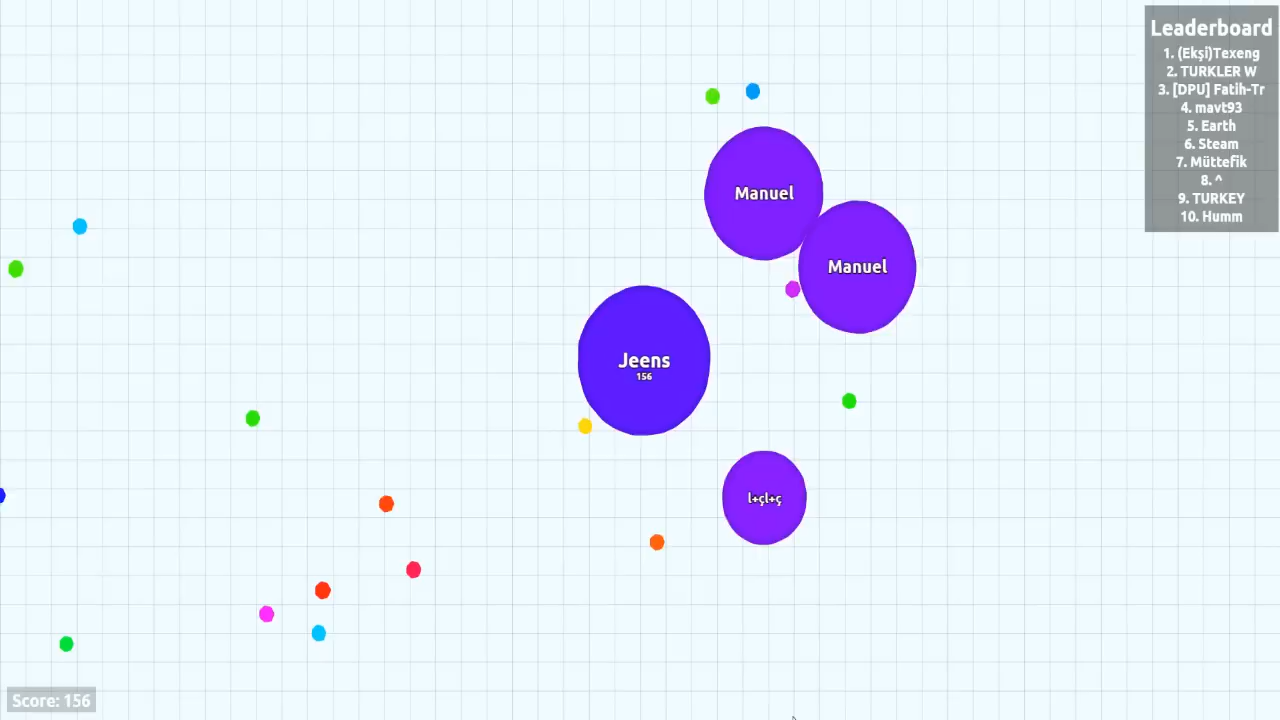 Leaderboard
1. (Ekşi)Texeng
2. TURKLER W
3. [DPU] Fatih-Tr
4. mavt93
5. Earth
6. Steam
7. Müttefik
8. ^
9. TURKEY
10. Humm
Manuel
Manuel
Jeens
156
l+çl+ç
Score: 156